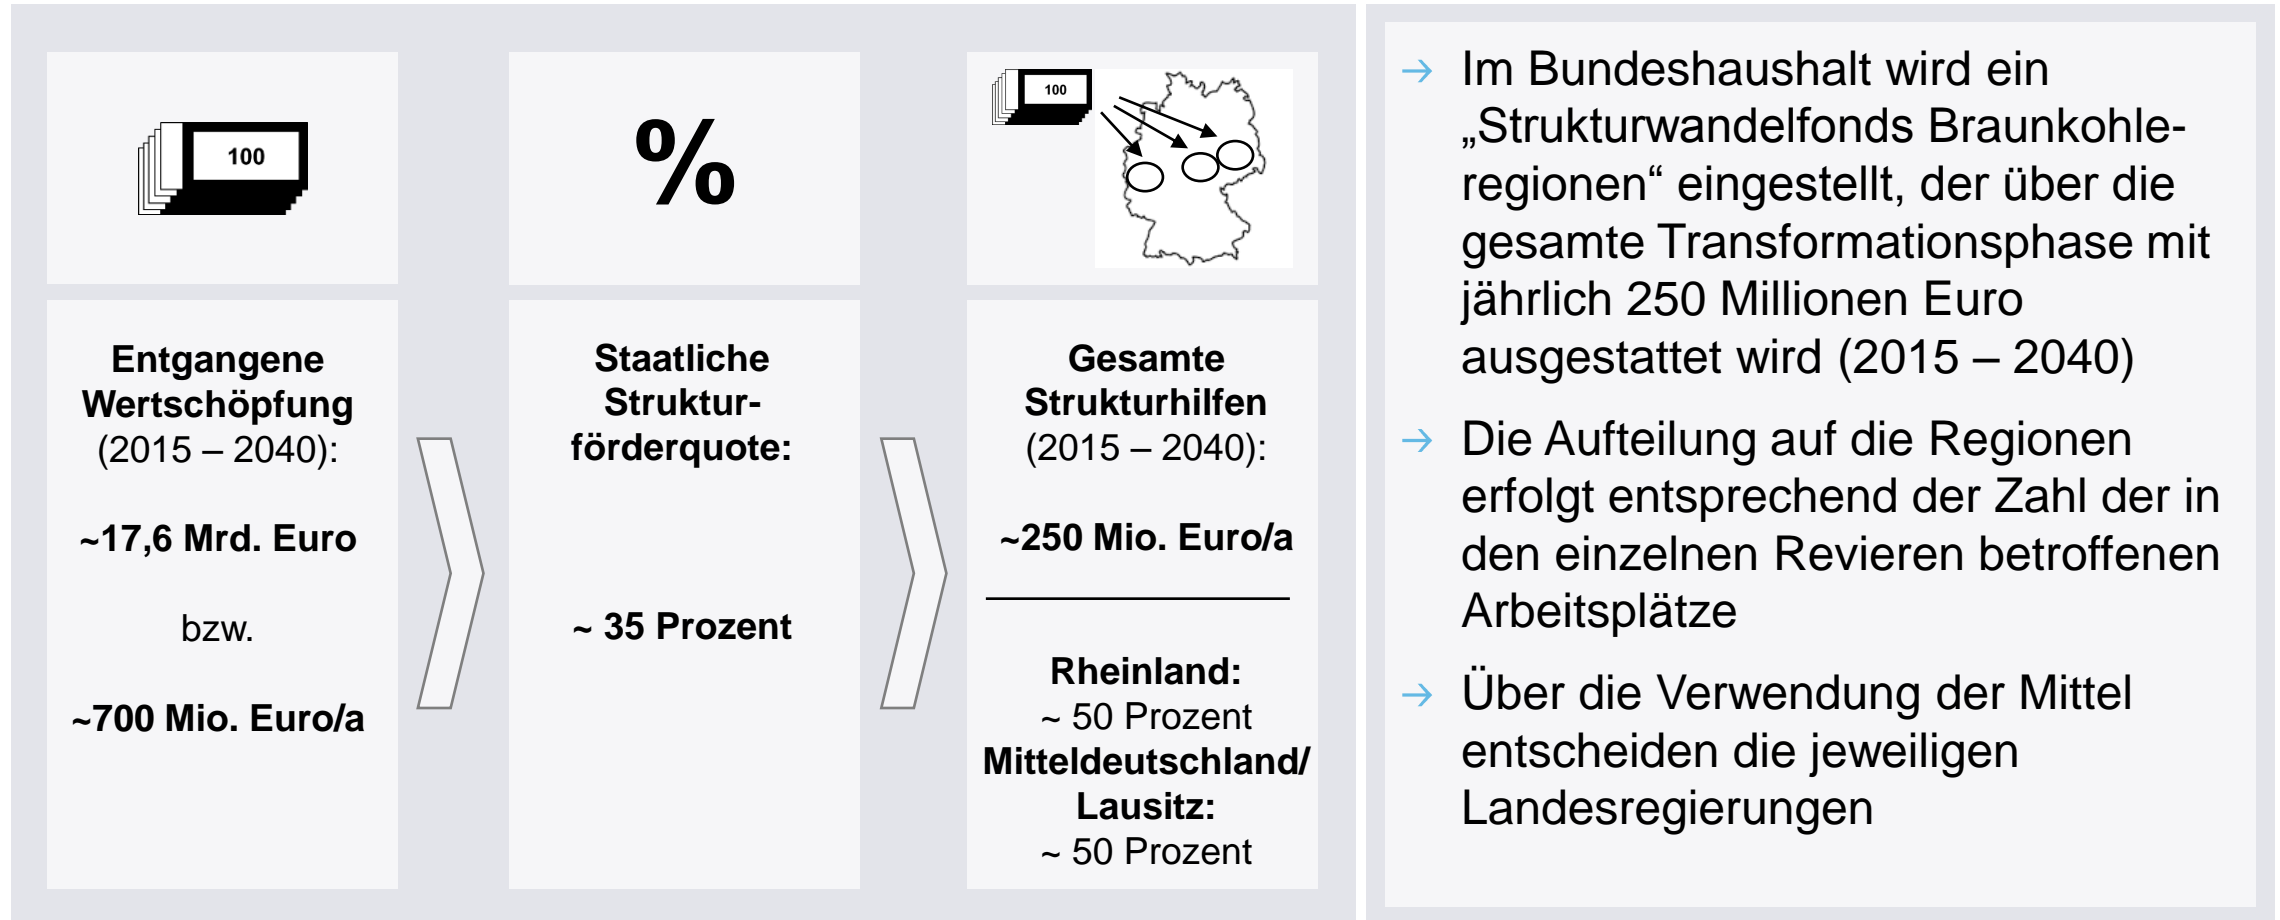 100
Entgangene
Wertschöpfung
(2015 – 2040):
~17,6 Mrd. Euro
bzw.
~700 Mio. Euro/a
%
Staatliche
Struktur-
förderquote:
~ 35 Prozent
100
Gesamte
Strukturhilfen
(2015 – 2040):
~250 Mio. Euro/a
Rheinland:
~ 50 Prozent
Mitteldeutschland/
Lausitz:
~ 50 Prozent
→ Im Bundeshaushalt wird ein
„Strukturwandelfonds Braunkohle-
regionen“ eingestellt, der über die
gesamte Transformationsphase mit
jährlich 250 Millionen Euro
ausgestattet wird (2015 – 2040)
→ Die Aufteilung auf die Regionen
erfolgt entsprechend der Zahl der in
den einzelnen Revieren betroffenen
Arbeitsplätze
→ Über die Verwendung der Mittel
entscheiden die jeweiligen
Landesregierungen